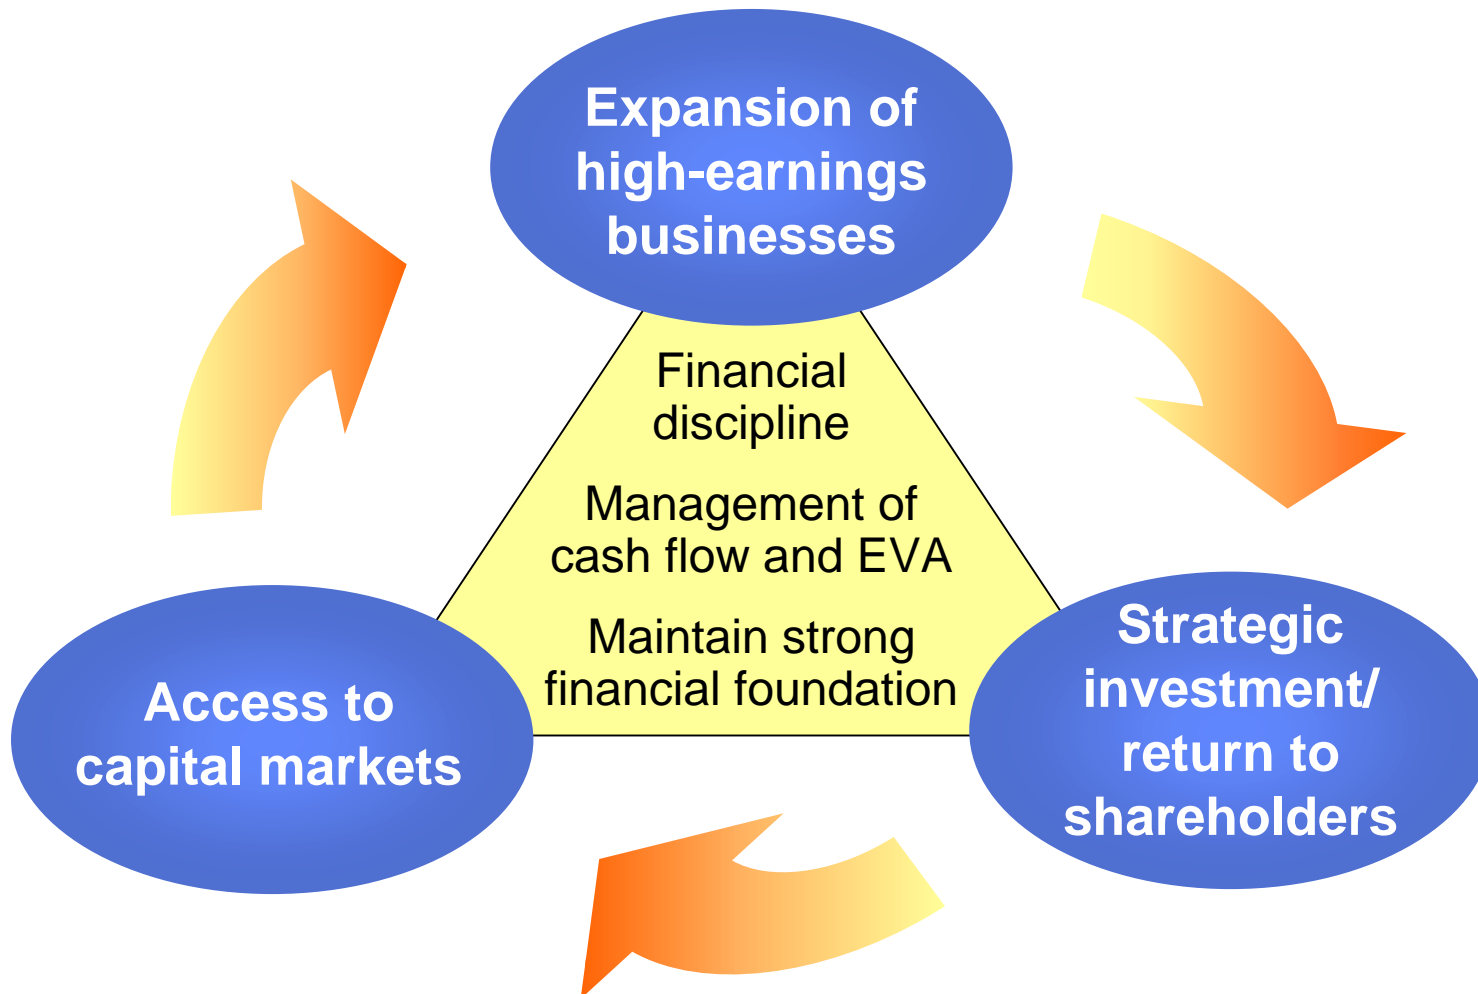 Expansion of
high-earnings
businesses
Financial
discipline
Management of
cash flow and EVA
Maintain strong
financial foundation
Access to
capital markets
Strategic
investment/
return to
shareholders